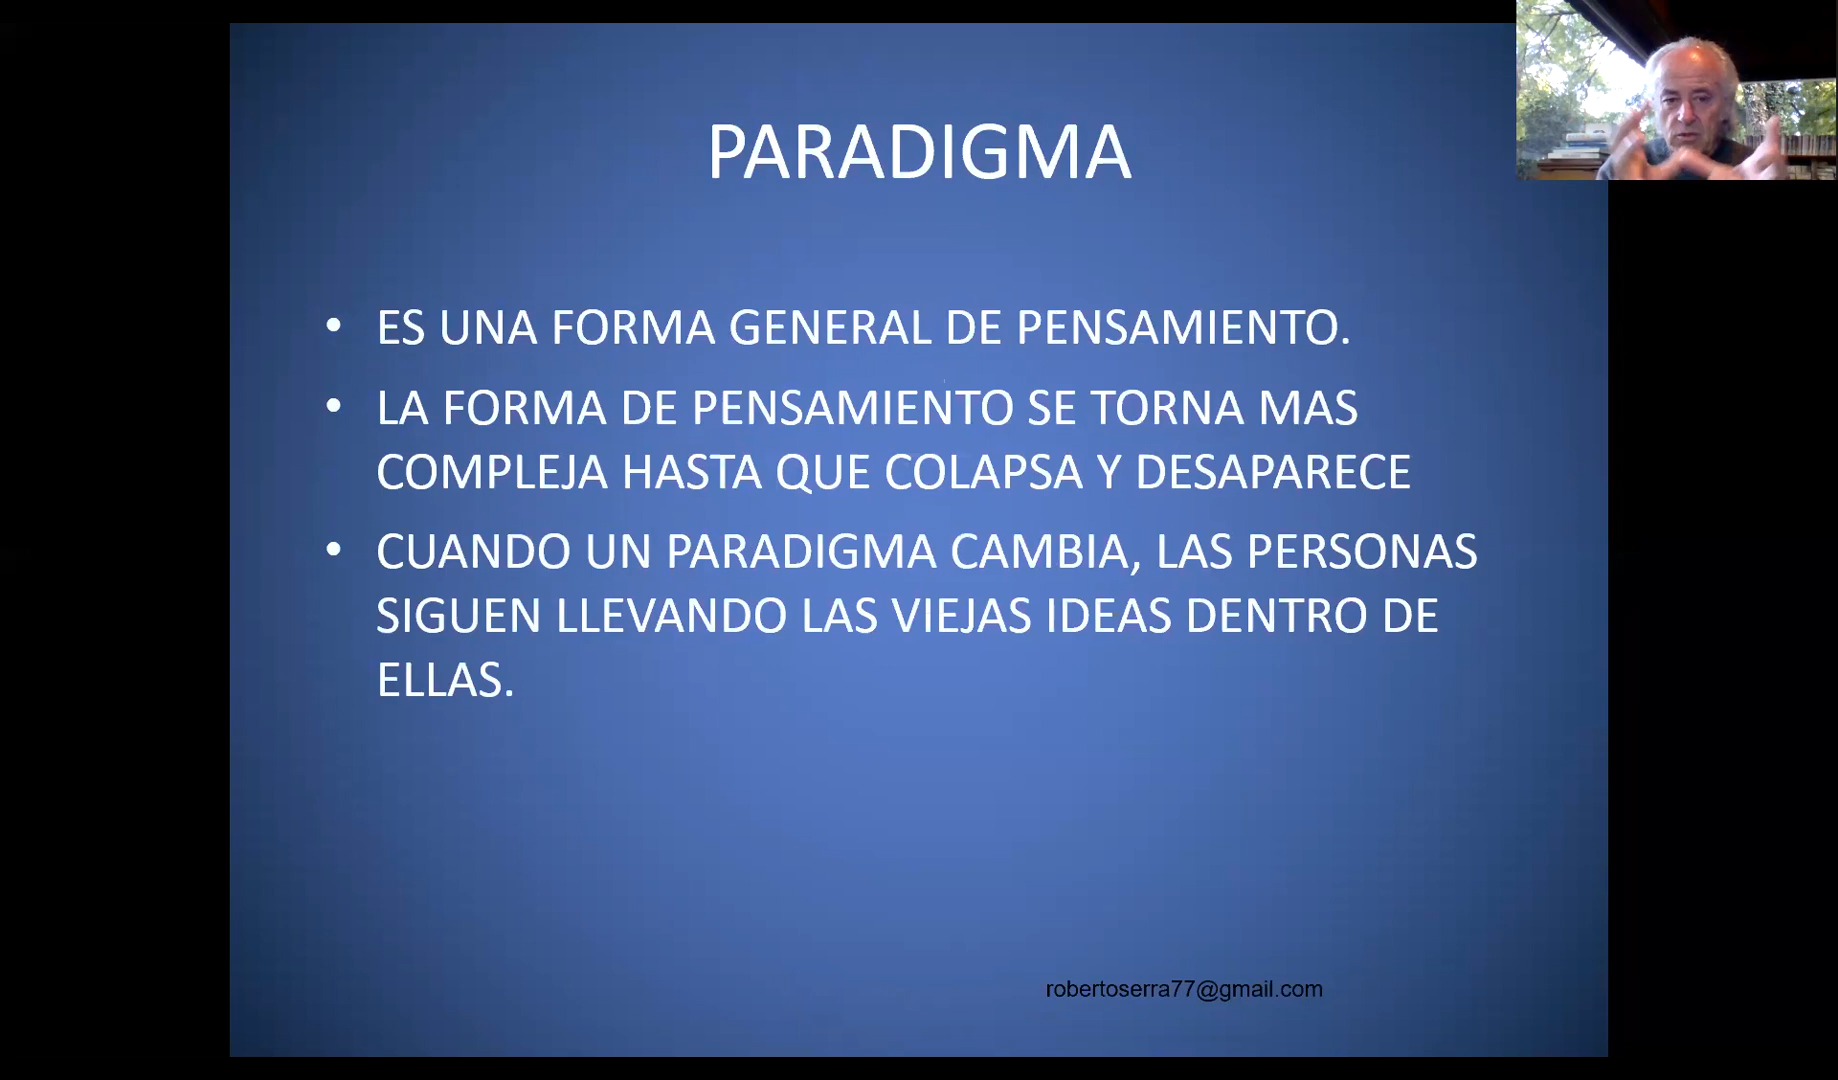 PARADIGMA
• ES UNA FORMA GENERAL DE PENSAMIENTO.
• LA FORMA DE PENSAMIENTO SE TORNA MAS
COMPLEJA HASTA QUE COLAPSA Y DESAPARECE
• CUANDO UN PARADIGMA CAMBIA, LAS PERSONAS
SIGUEN LLEVANDO LAS VIEJAS IDEAS DENTRO DE
ELLAS.
robertoserra77@gmail.com